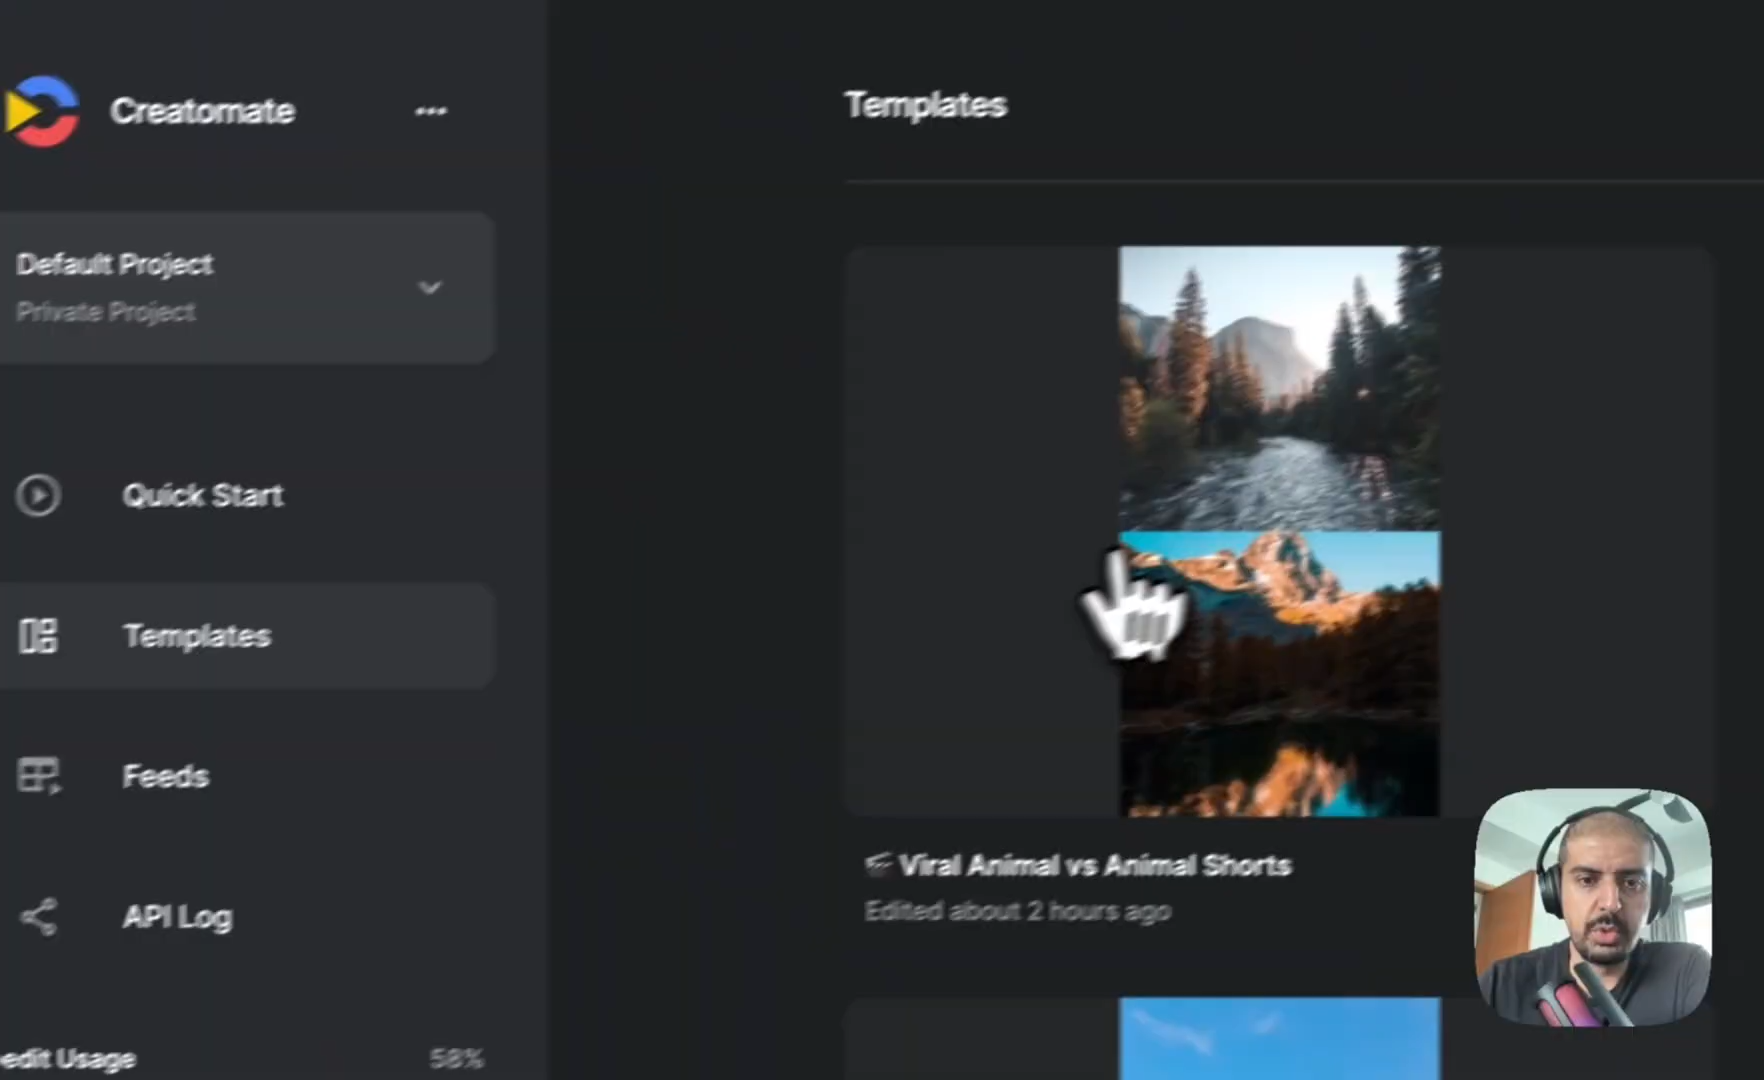 Creatomate
Templates
Default Project
Private Project
Quick Start
Templates
Feeds
API Log
Viral Animal vs Animal Shorts
Edited about 2 hours ago
edit Usage
58%